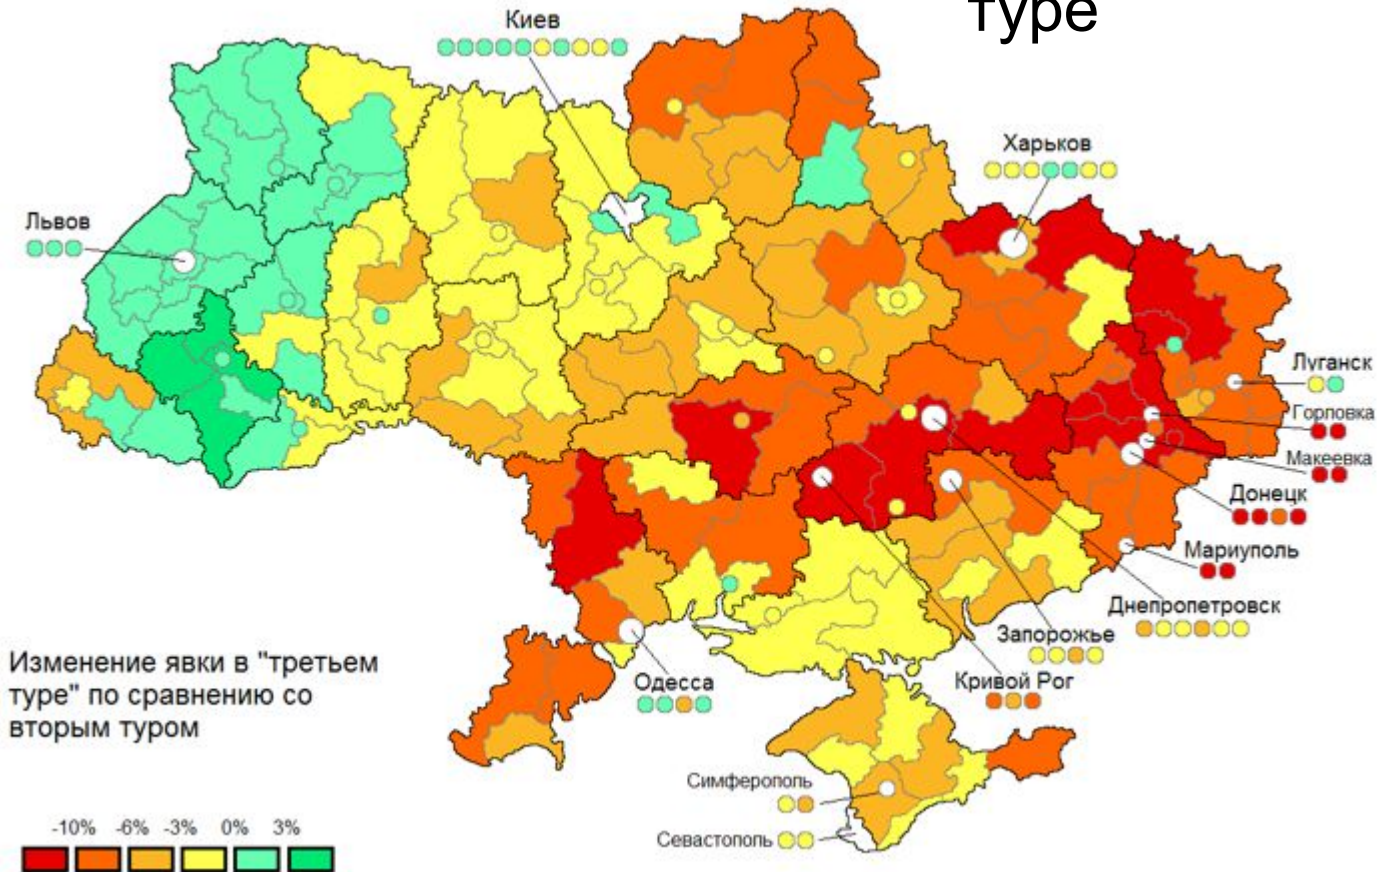 туре
Киев
Харьков
Львов
Луганск
Горловка
Макеевка
Донецк
Мариуполь
Днепропетровск
Запорожье
Кривой Рог
Одесса
Изменение явки в "третьем
туре" по сравнению со
вторым туром
Симферополь
Севастополь
-10% -6% -3% 0% 3%